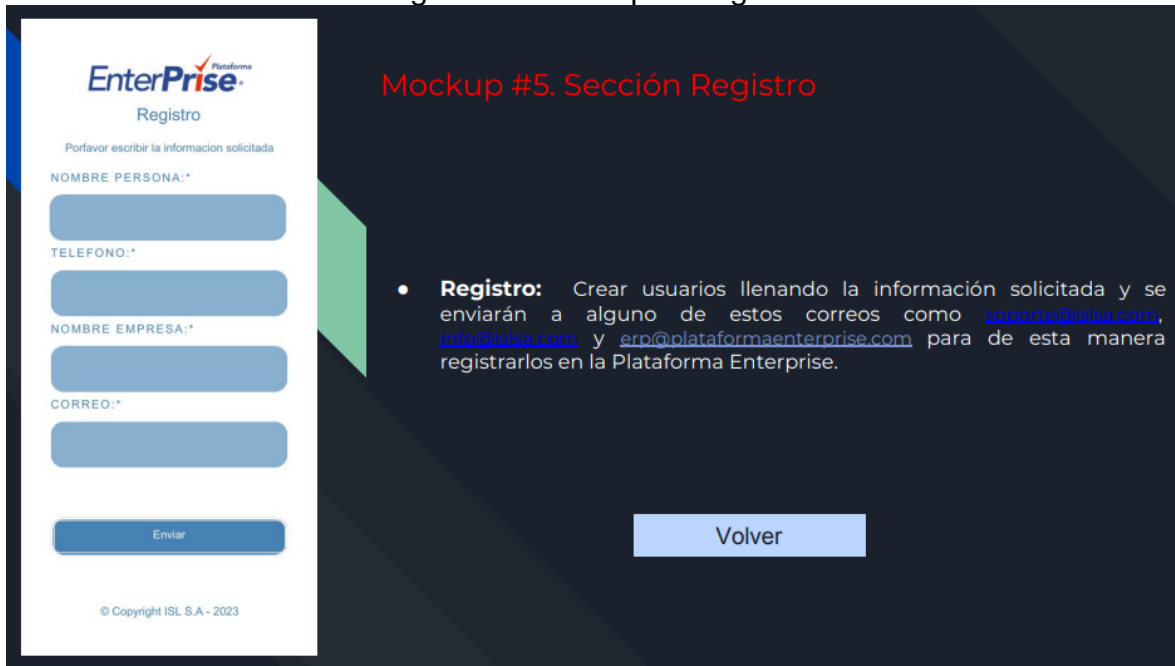 Plataforma
EnterPrise
Registro
Porfavor escribir la informacion solicitada
NOMBRE PERSONA:*
TELEFONO:*
NOMBRE EMPRESA:*
CORREO:*
Enviar
© Copyright ISL S.A - 2023
Mockup #5. Sección Registro
● Registro: Crear usuarios llenando la información solicitada y se
enviarán a alguno de estos correos como soporte@islsa.com,
info@islsa.com y erp@plataformaenterprise.com para de esta manera
registrarlos en la Plataforma Enterprise.
Volver